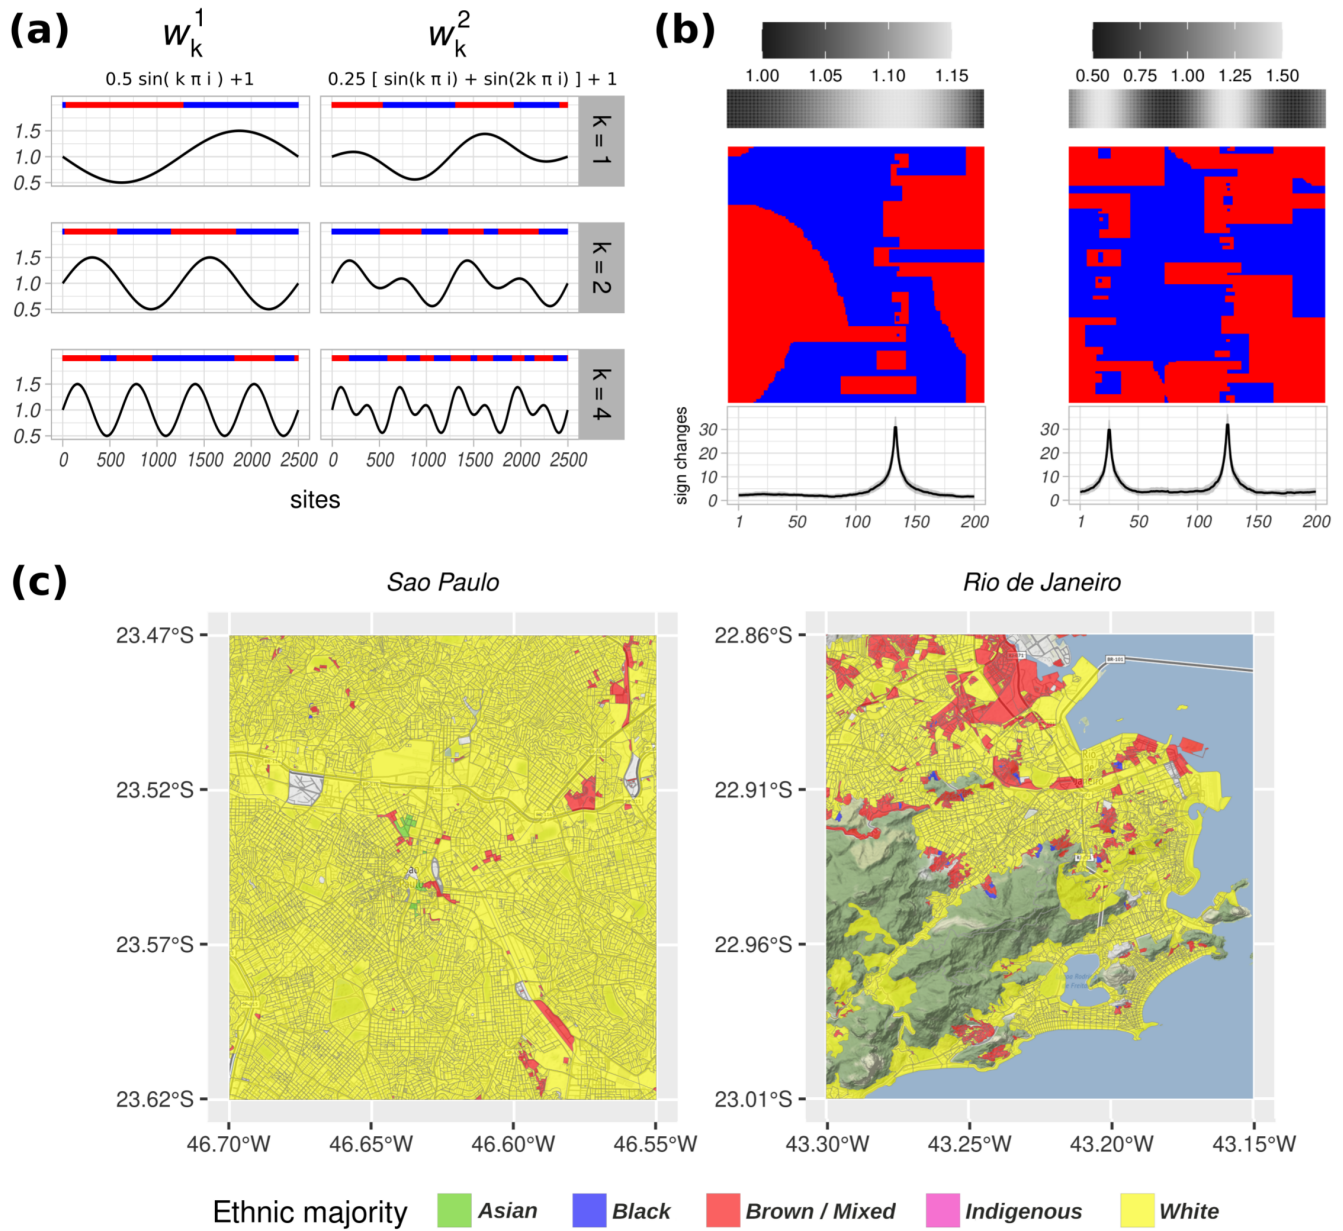 (a)
w_k^1
w_k^2
0.5 sin( k π i ) +1
0.25 [ sin(k π i) + sin(2k π i) ] + 1
1.5
1.0
0.5
k = 1
1.5
1.0
0.5
k = 2
1.5
1.0
0.5
k = 4
0 500 1000 1500 2000 2500
0 500 1000 1500 2000 2500
sites
(b)
1.00 1.05 1.10 1.15
0.50 0.75 1.00 1.25 1.50
sign changes
30
20
10
0
1 50 100 150 200
30
20
10
0
1 50 100 150 200
(c)
Sao Paulo
23.47°S
23.52°S
23.57°S
23.62°S
46.70°W 46.65°W 46.60°W 46.55°W
Rio de Janeiro
22.86°S
BR-101
22.91°S
22.96°S
23.01°S
43.30°W 43.25°W 43.20°W 43.15°W
Ethnic majority Asian Black Brown / Mixed Indigenous White